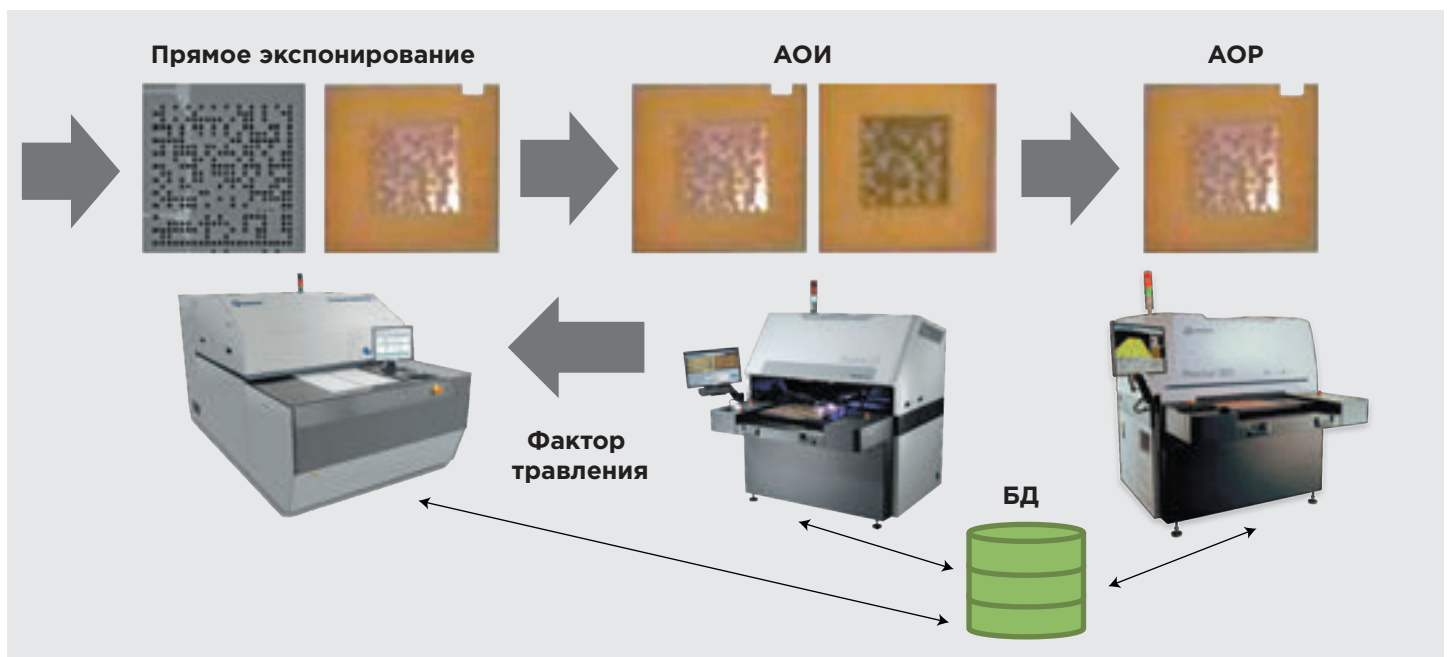 Прямое экспонирование
АОИ
АОР
Фактор
травления
БД